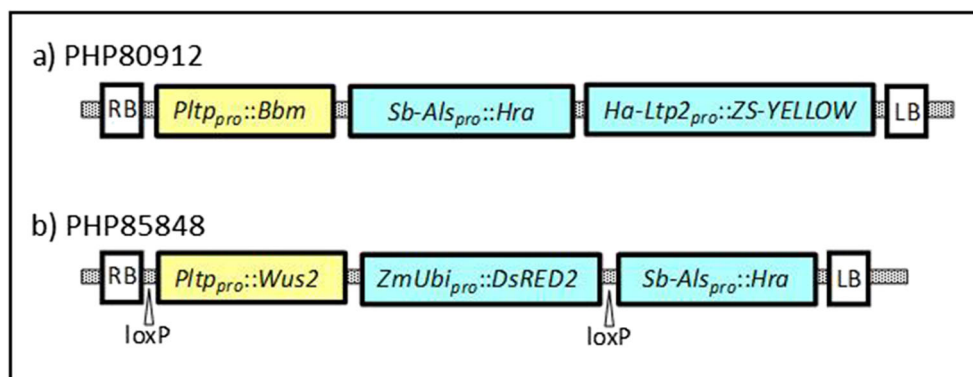 a) PHP80912
RB Pltppro::Bbm Sb-Alspro::Hra Ha-Ltp2pro::ZS-YELLOW LB
b) PHP85848
RB Pltppro::Wus2 ZmUbipro::DsRED2 Sb-Alspro::Hra LB
loxP loxP